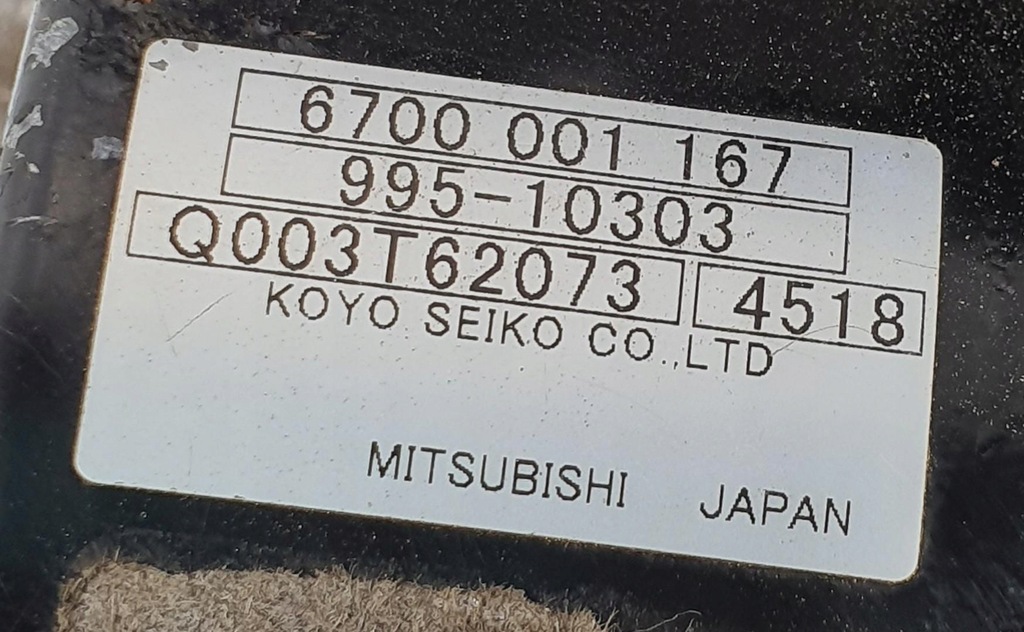 6700 001 167
995-10303
Q003T62073 4518
KOYO SEIKO CO.,LTD
MITSUBISHI JAPAN